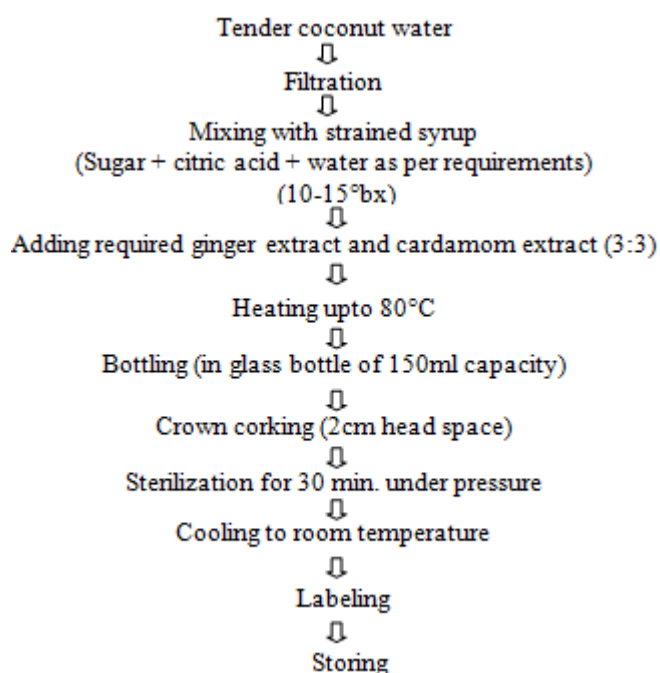 Tender coconut water
Filtration
Mixing with strained syrup
(Sugar + citric acid + water as per requirements)
(10-15°bx)
Adding required ginger extract and cardamom extract (3:3)
Heating upto 80°C
Bottling (in glass bottle of 150ml capacity)
Crown corking (2cm head space)
Sterilization for 30 min. under pressure
Cooling to room temperature
Labeling
Storing